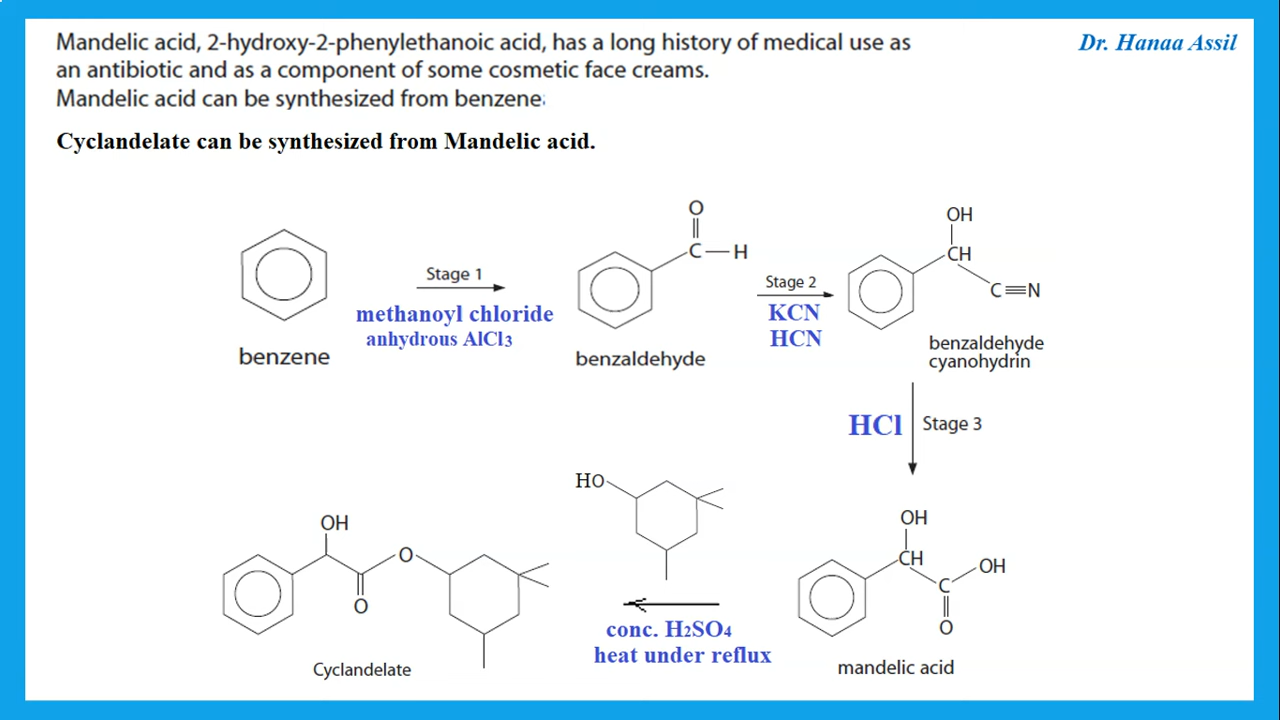 Mandelic acid, 2-hydroxy-2-phenylethanoic acid, has a long history of medical use as
an antibiotic and as a component of some cosmetic face creams.
Mandelic acid can be synthesized from benzene:
Dr. Hanaa Assil
Cyclandelate can be synthesized from Mandelic acid.
benzene
Stage 1
methanoyl chloride
anhydrous AlCl₃
O
C—H
benzaldehyde
Stage 2
KCN
HCN
OH
CH
C≡N
benzaldehyde
cyanohydrin
HCl
Stage 3
OH
CH
C
OH
O
mandelic acid
HO
conc. H₂SO₄
heat under reflux
OH
O
O
Cyclandelate